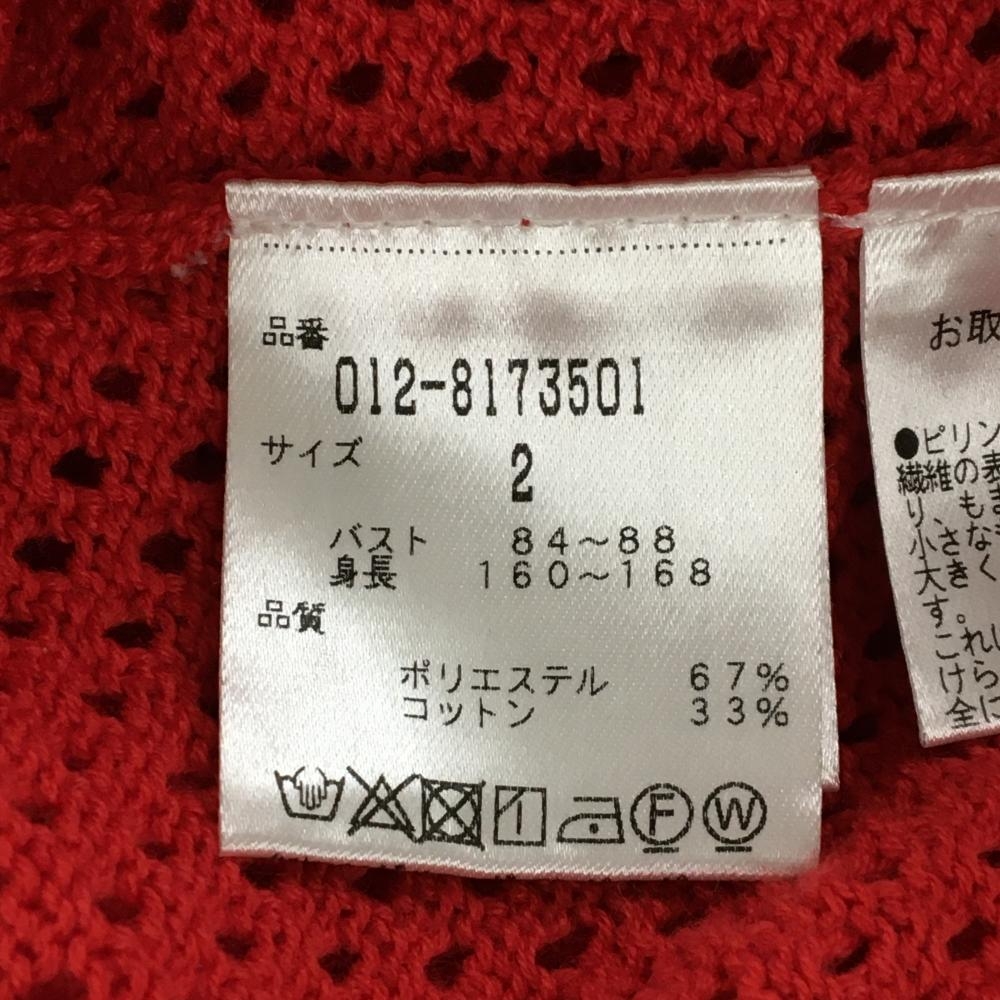 品番
012-8173501
サイズ
2
バスト 84～88
身長 160～168
品質
ポリエステル 67%
コットン 33%
F W
お取
●ピリン
繊維の表
り、もま
小さな
大きく
す。
これ
けら
全に